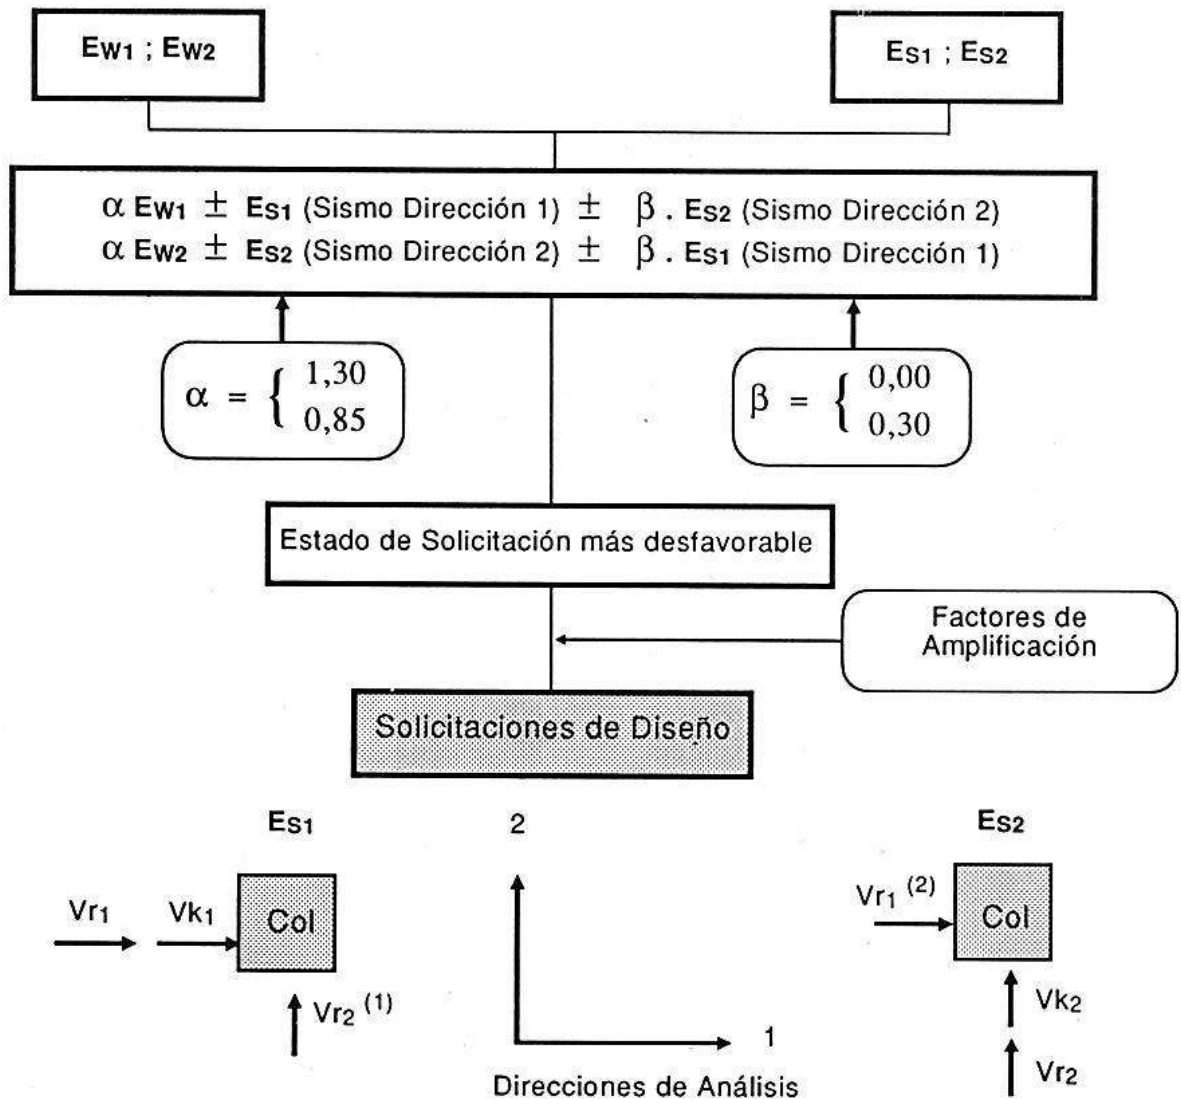 EW1 ; EW2
ES1 ; ES2
α EW1 ± ES1 (Sismo Dirección 1) ± β . ES2 (Sismo Dirección 2)
α EW2 ± ES2 (Sismo Dirección 2) ± β . ES1 (Sismo Dirección 1)
α = { 1,30
0,85
β = { 0,00
0,30
Estado de Solicitación más desfavorable
Factores de
Amplificación
Solicitaciones de Diseño
ES1
2
ES2
Vr1
Vk1
Col
Vr2 (1)
1
Direcciones de Análisis
Vr1 (2)
Col
Vk2
Vr2